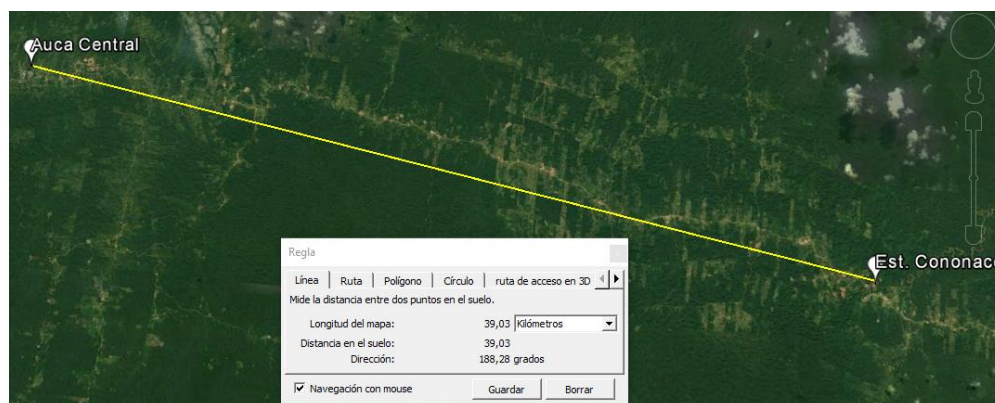 Auca Central
Est. Cononaco
Regla
Línea Ruta Polígono Círculo ruta de acceso en 3D
Mide la distancia entre dos puntos en el suelo.
Longitud del mapa: 39,03 Kilómetros
Distancia en el suelo: 39,03
Dirección: 188,28 grados
Navegación con mouse Guardar Borrar